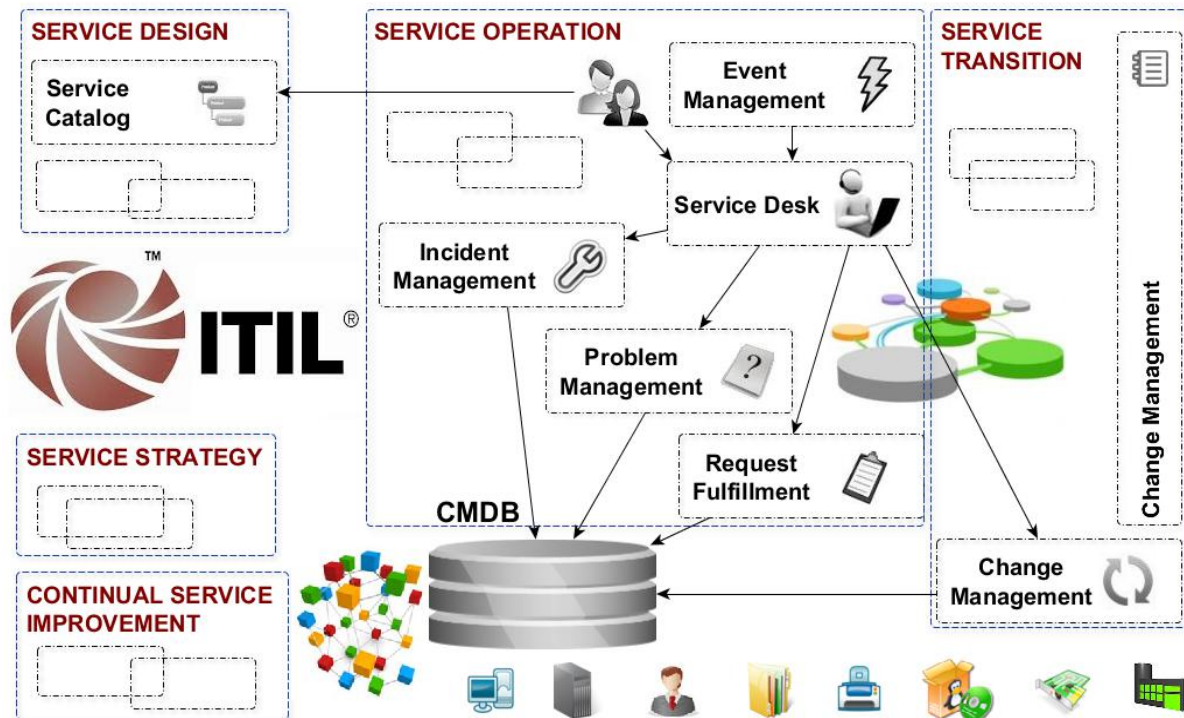 SERVICE DESIGN
Service
Catalog
SERVICE OPERATION
Event
Management
Service Desk
Incident
Management
Problem
Management
?
Request
Fulfillment
SERVICE
TRANSITION
Change Management
Change
Management
TM
ITIL®
SERVICE STRATEGY
CONTINUAL SERVICE
IMPROVEMENT
CMDB